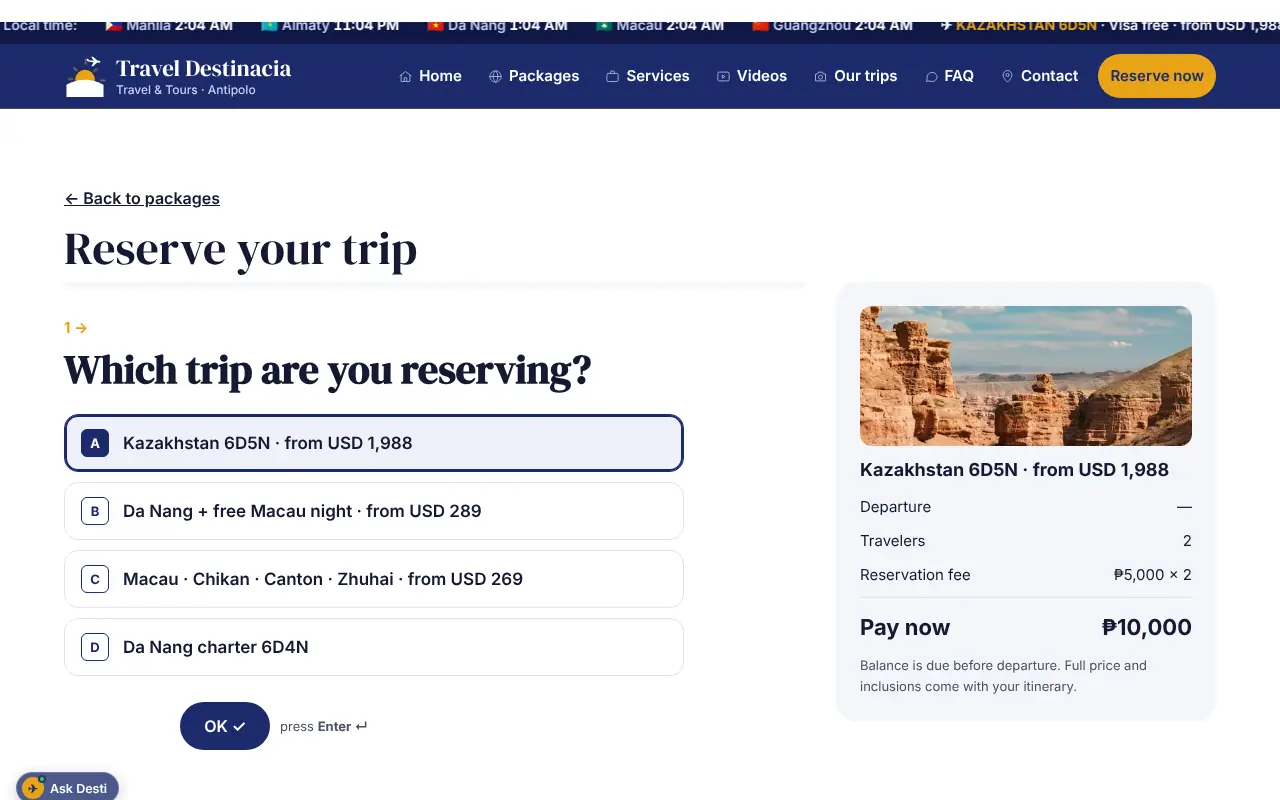 Local time: Manila 2:04 AM Almaty 11:04 PM Da Nang 1:04 AM Macau 2:04 AM Guangzhou 2:04 AM ✈ KAZAKHSTAN 6D5N · Visa free · from USD 1,988
Travel Destinacia
Travel & Tours · Antipolo
Home Packages Services Videos Our trips FAQ Contact Reserve now
← Back to packages
Reserve your trip
1 →
Which trip are you reserving?
A Kazakhstan 6D5N · from USD 1,988
B Da Nang + free Macau night · from USD 289
C Macau · Chikan · Canton · Zhuhai · from USD 269
D Da Nang charter 6D4N
OK ✓ press Enter ↵
Kazakhstan 6D5N · from USD 1,988
Departure —
Travelers 2
Reservation fee ₱5,000 × 2
Pay now ₱10,000
Balance is due before departure. Full price and
inclusions come with your itinerary.
Ask Desti